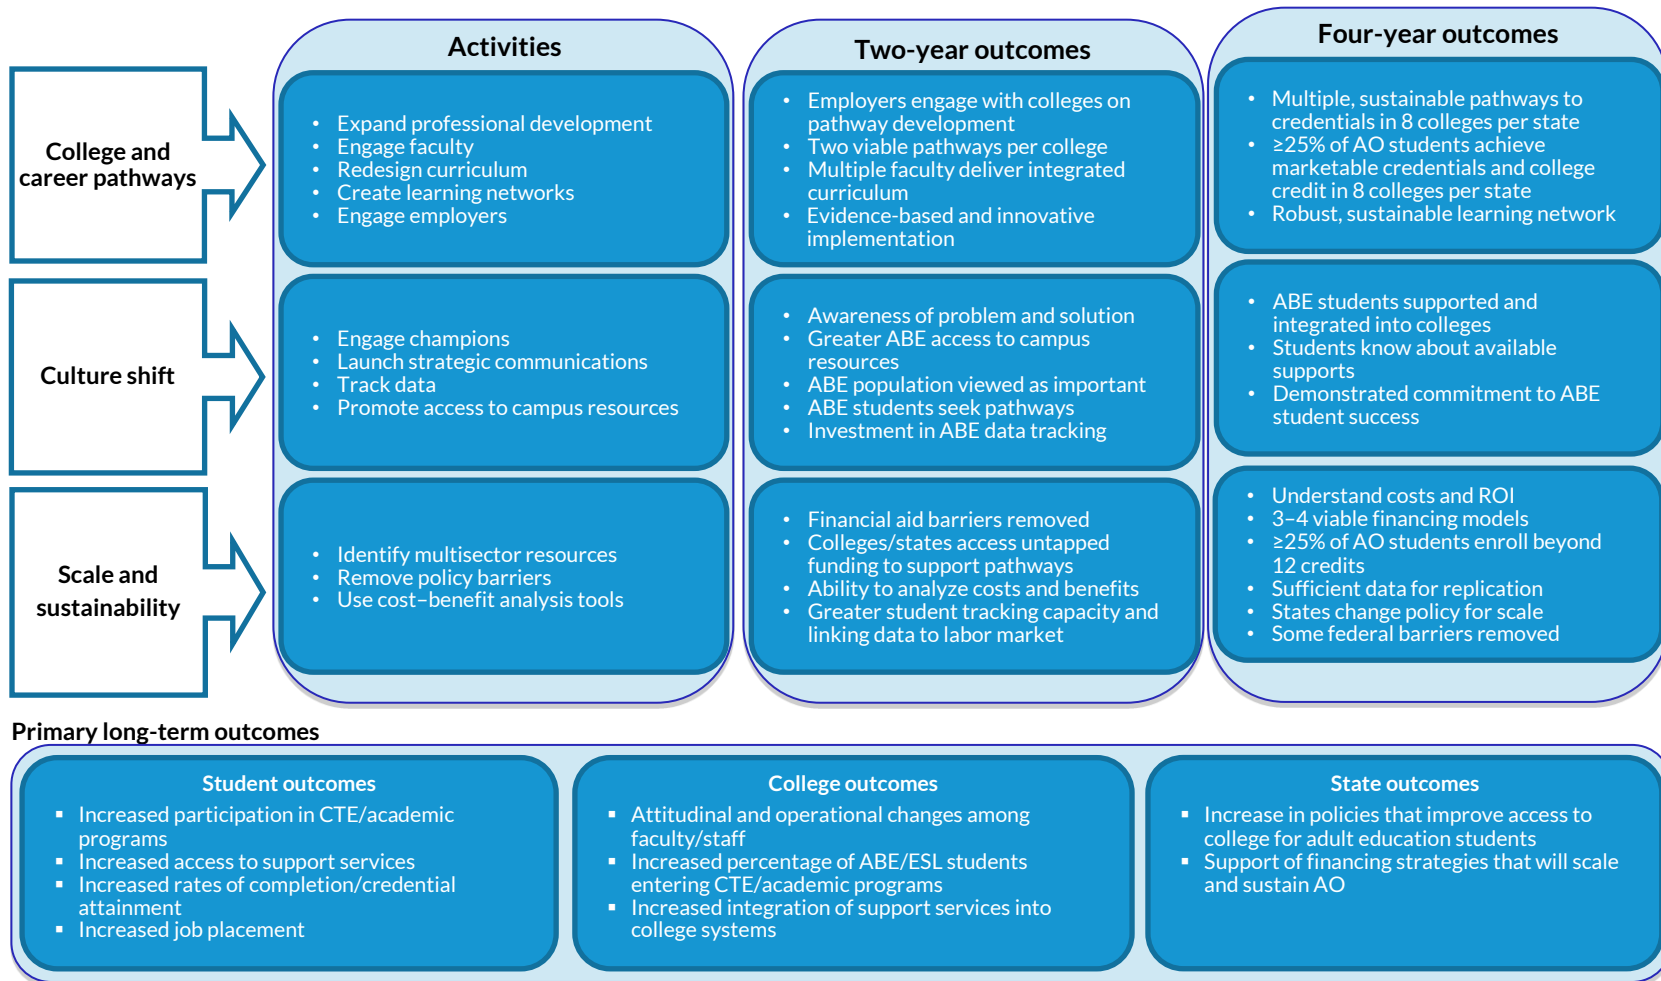 Activities
Two-year outcomes
Four-year outcomes
College and
career pathways
• Expand professional development
• Engage faculty
• Redesign curriculum
• Create learning networks
• Engage employers
• Employers engage with colleges on
pathway development
• Two viable pathways per college
• Multiple faculty deliver integrated
curriculum
• Evidence-based and innovative
implementation
• Multiple, sustainable pathways to
credentials in 8 colleges per state
• ≥25% of AO students achieve
marketable credentials and college
credit in 8 colleges per state
• Robust, sustainable learning network
Culture shift
• Engage champions
• Launch strategic communications
• Track data
• Promote access to campus resources
• Awareness of problem and solution
• Greater ABE access to campus
resources
• ABE population viewed as important
• ABE students seek pathways
• Investment in ABE data tracking
• ABE students supported and
integrated into colleges
• Students know about available
supports
• Demonstrated commitment to ABE
student success
Scale and
sustainability
• Identify multisector resources
• Remove policy barriers
• Use cost–benefit analysis tools
• Financial aid barriers removed
• Colleges/states access untapped
funding to support pathways
• Ability to analyze costs and benefits
• Greater student tracking capacity and
linking data to labor market
• Understand costs and ROI
• 3–4 viable financing models
• ≥25% of AO students enroll beyond
12 credits
• Sufficient data for replication
• States change policy for scale
• Some federal barriers removed
Primary long-term outcomes
Student outcomes
▪ Increased participation in CTE/academic
programs
▪ Increased access to support services
▪ Increased rates of completion/credential
attainment
▪ Increased job placement
College outcomes
▪ Attitudinal and operational changes among
faculty/staff
▪ Increased percentage of ABE/ESL students
entering CTE/academic programs
▪ Increased integration of support services into
college systems
State outcomes
▪ Increase in policies that improve access to
college for adult education students
▪ Support of financing strategies that will scale
and sustain AO